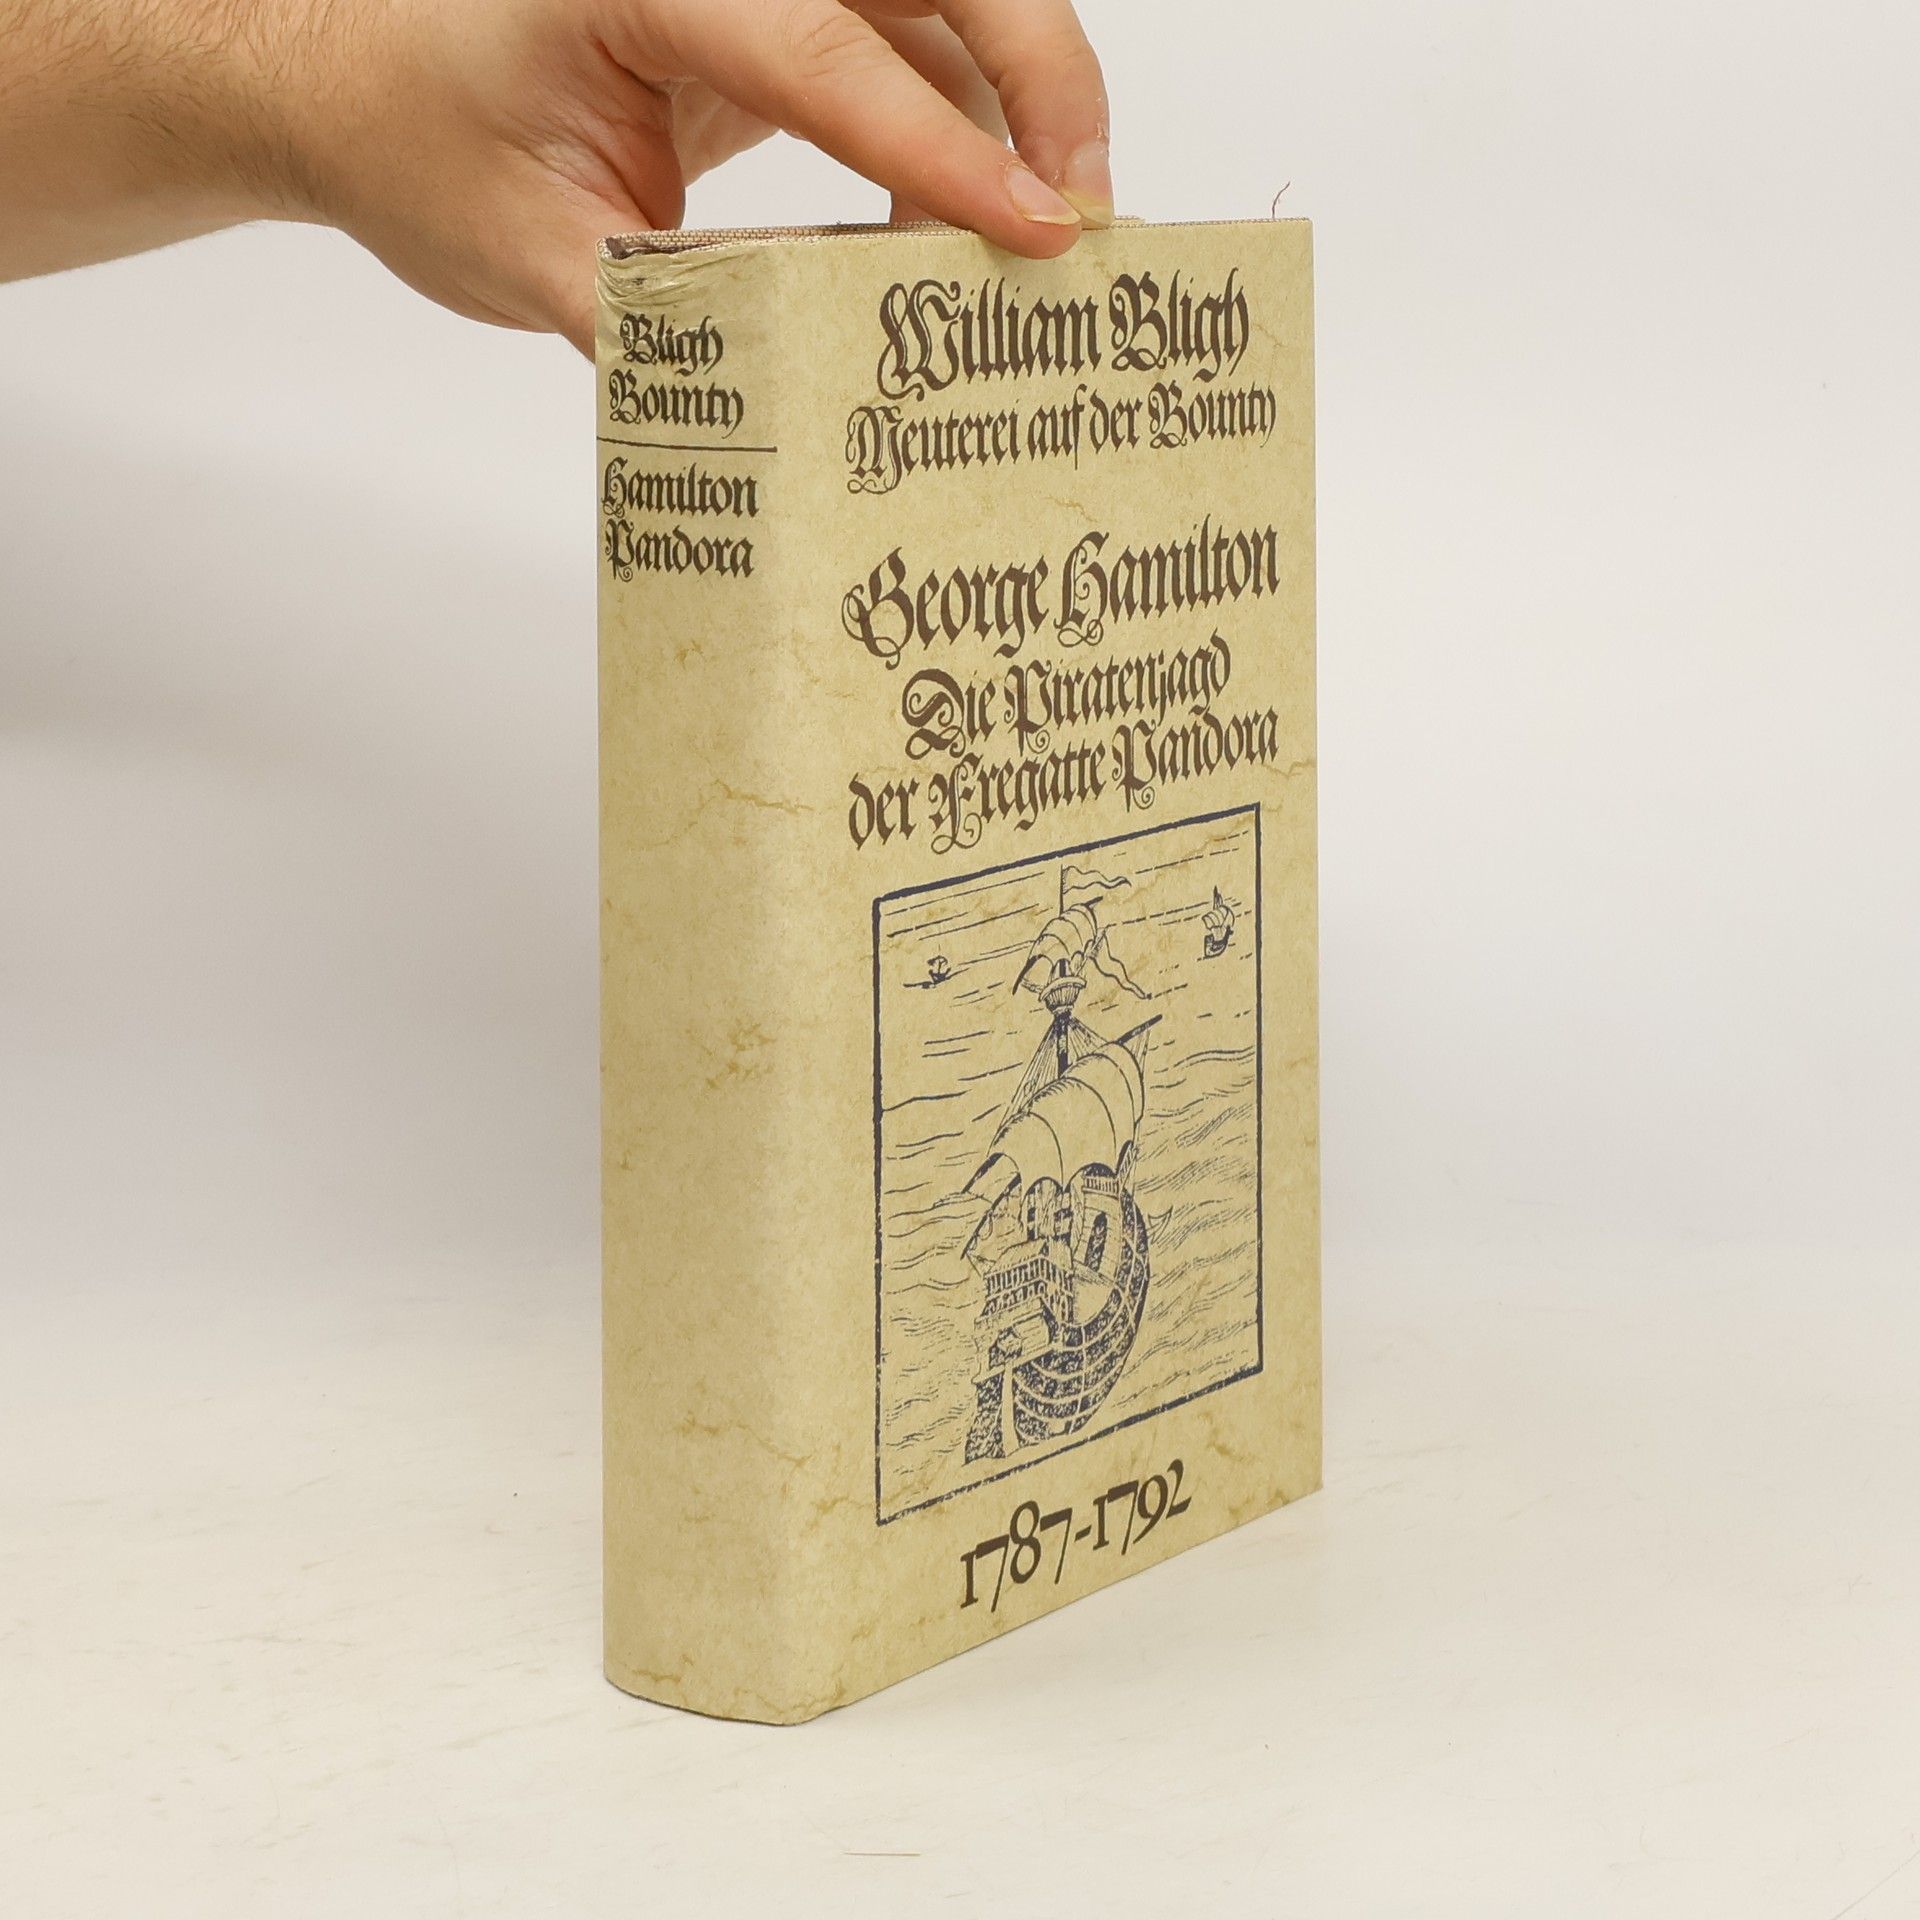 Bligh
Bounty
Hamilton
Pandora
William Bligh
Meuterei auf der Bounty
George Hamilton
Die Piratenjagd
der Fregatte Pandora
1787-1792